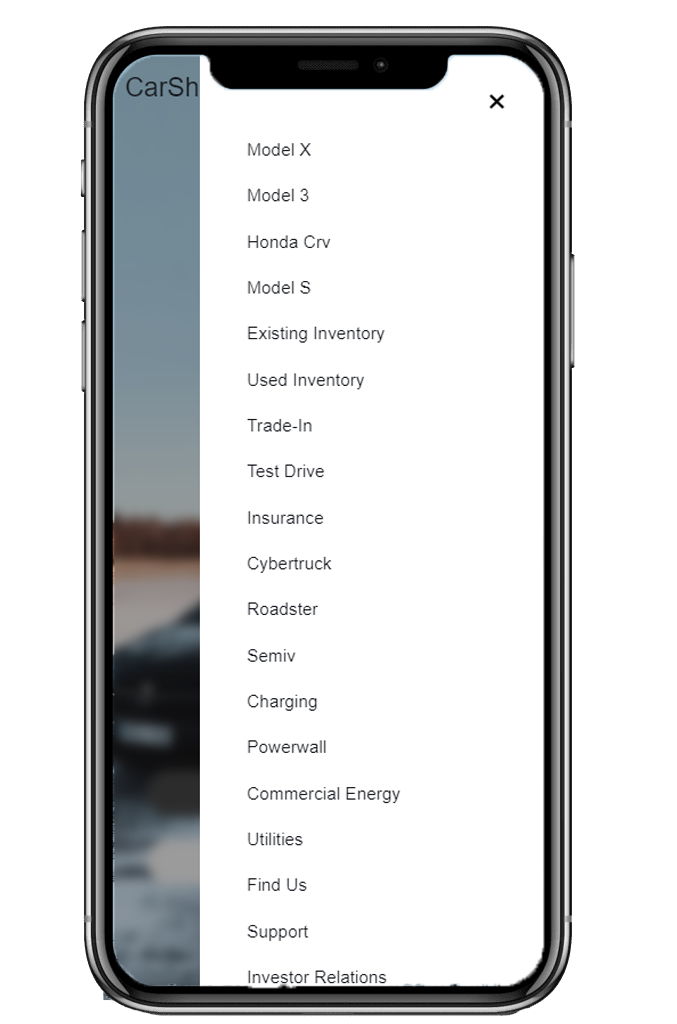 CarSh
Model X
Model 3
Honda Crv
Model S
Existing Inventory
Used Inventory
Trade-In
Test Drive
Insurance
Cybertruck
Roadster
Semiv
Charging
Powerwall
Commercial Energy
Utilities
Find Us
Support
Investor Relations